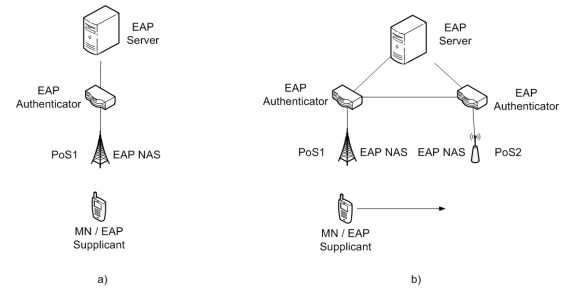 EAP
Server
EAP
Authenticator
PoS1
EAP NAS
MN / EAP
Supplicant
a)
EAP
Server
EAP
Authenticator
EAP
Authenticator
PoS1
EAP NAS
EAP NAS
PoS2
MN / EAP
Supplicant
b)